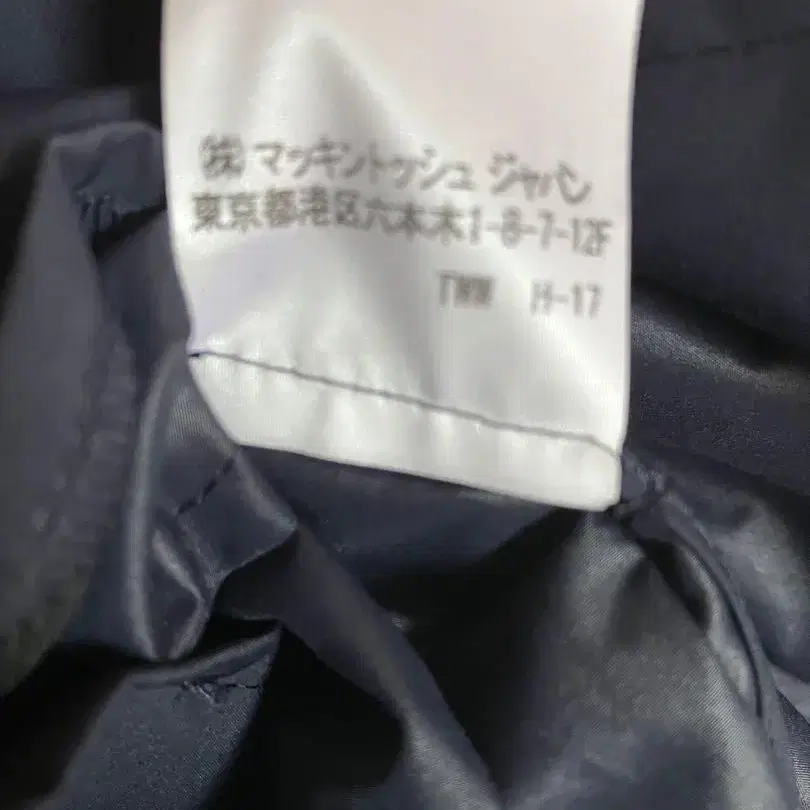 ㈱マッキントッシュ ジャパン
東京都港区六本木1-8-7-12F
TWW H-17